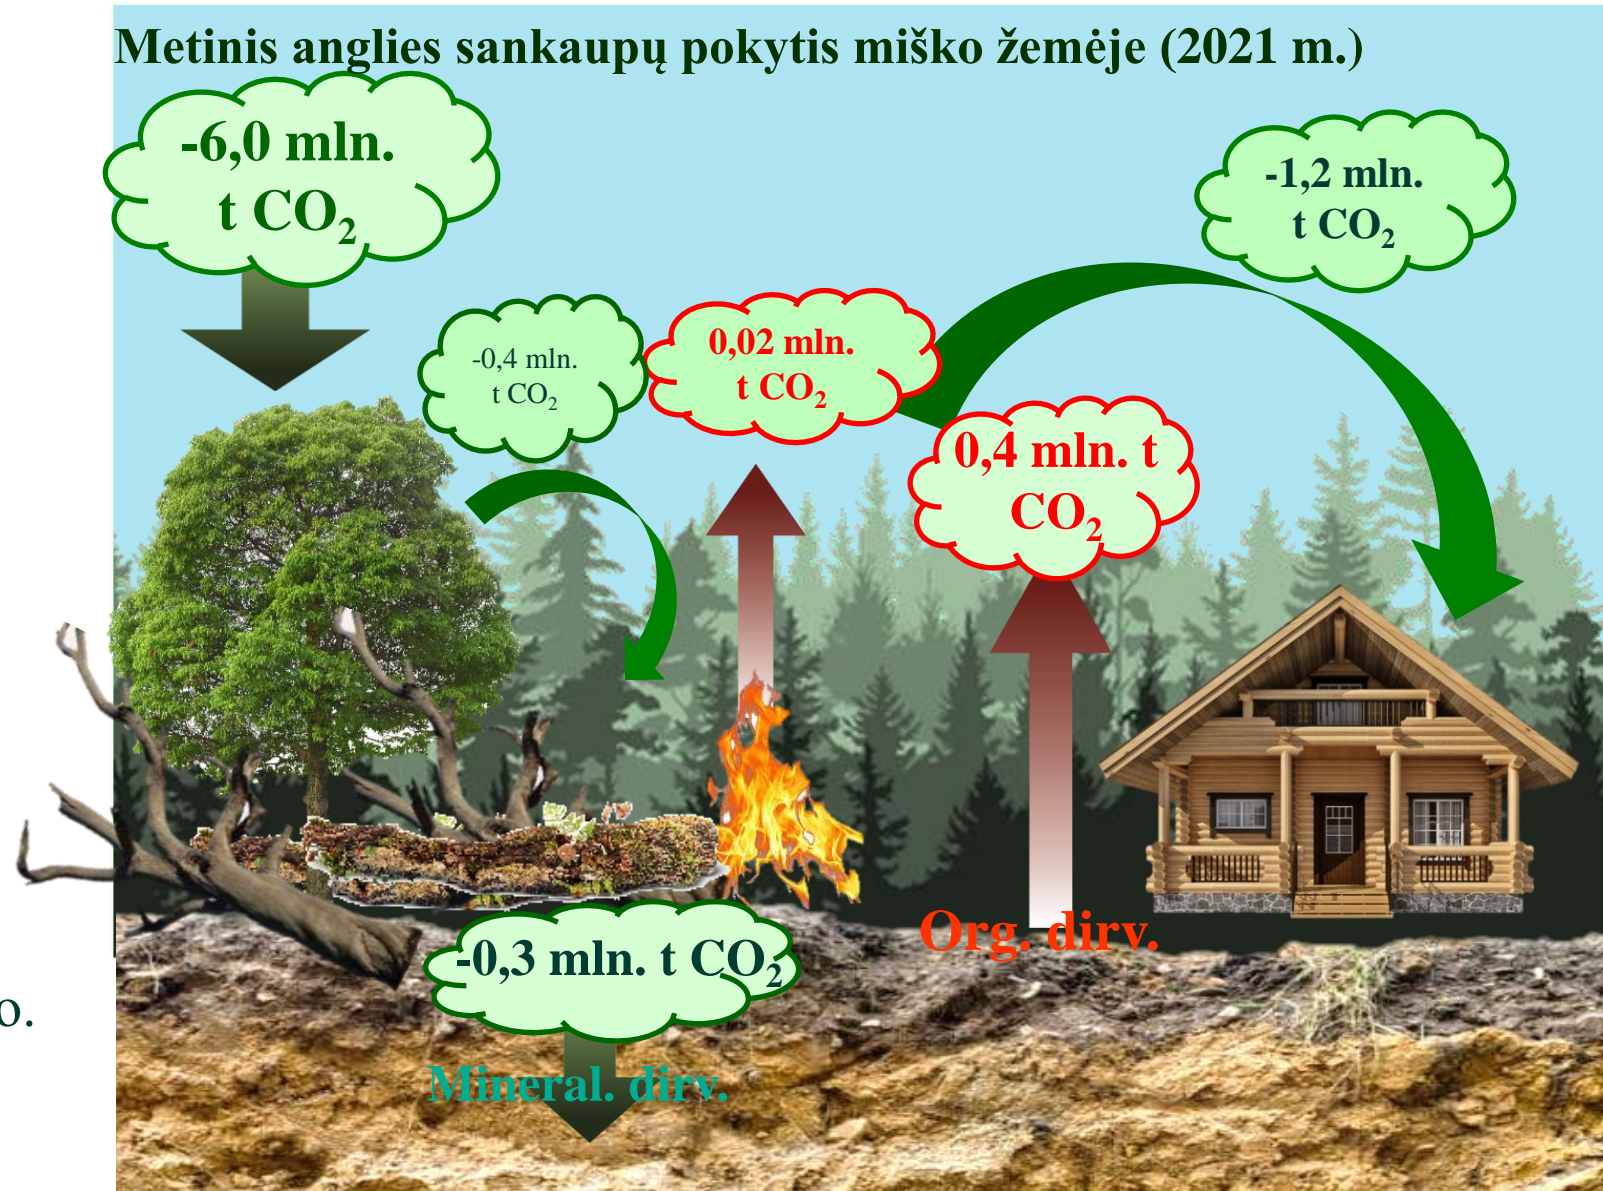 Metinis anglies sankaupų pokytis miško žemėje (2021 m.)
-6,0 mln.
t CO₂
-1,2 mln.
t CO₂
-0,4 mln.
t CO₂
0,02 mln.
t CO₂
0,4 mln. t
CO₂
Org. dirv.
-0,3 mln. t CO₂
o.
Mineral. dirv.